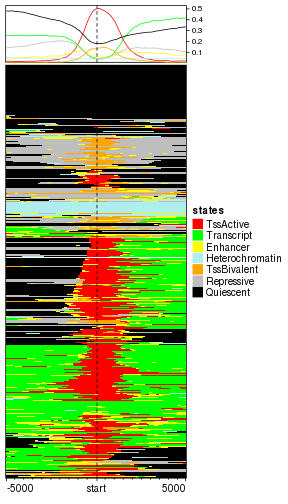 0.5
0.4
0.3
0.2
0.1
states
TssActive
Transcript
Enhancer
Heterochromatin
TssBivalent
Repressive
Quiescent
-5000 start 5000